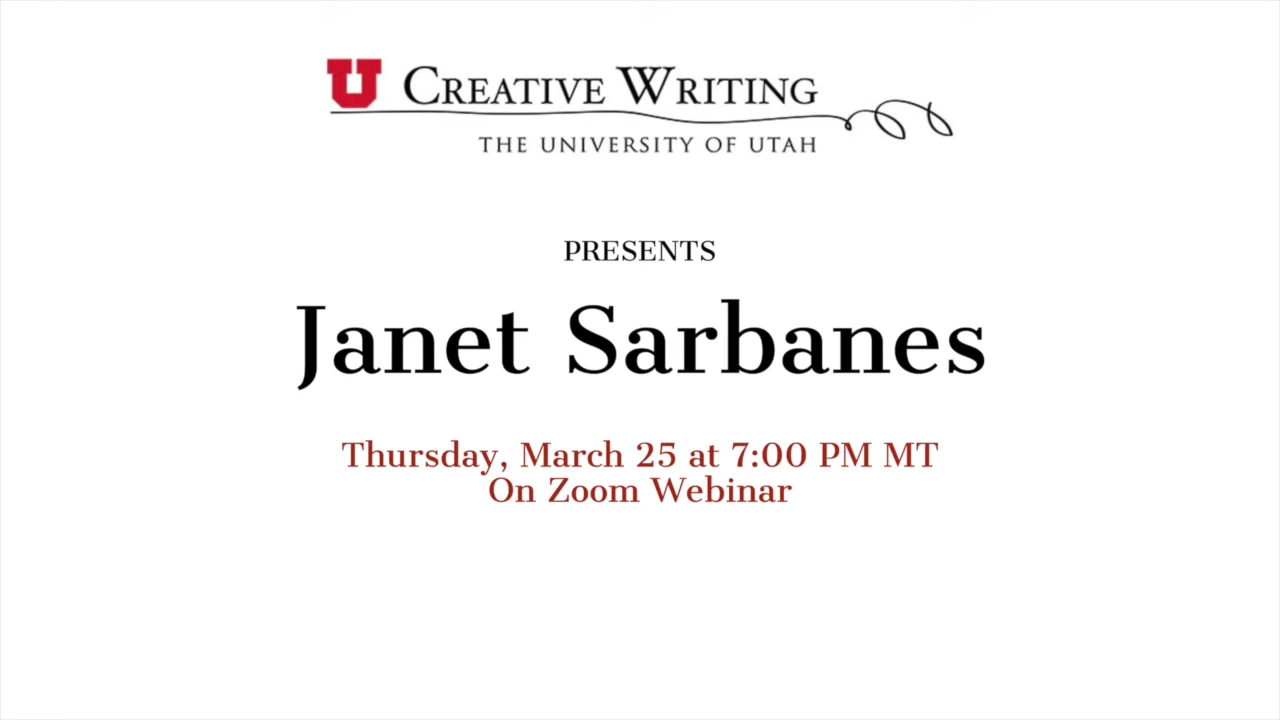 U CREATIVE WRITING
THE UNIVERSITY OF UTAH
PRESENTS
Janet Sarbanes
Thursday, March 25 at 7:00 PM MT
On Zoom Webinar